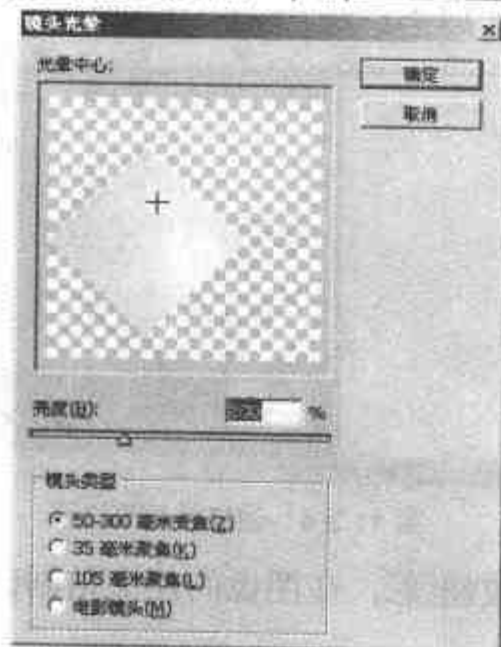 镜头光晕
光晕中心:
确定
取消
亮度(B): %
镜头类型
50-300 毫米变焦(Z)
35 毫米聚焦(K)
105 毫米聚焦(L)
电影镜头(M)